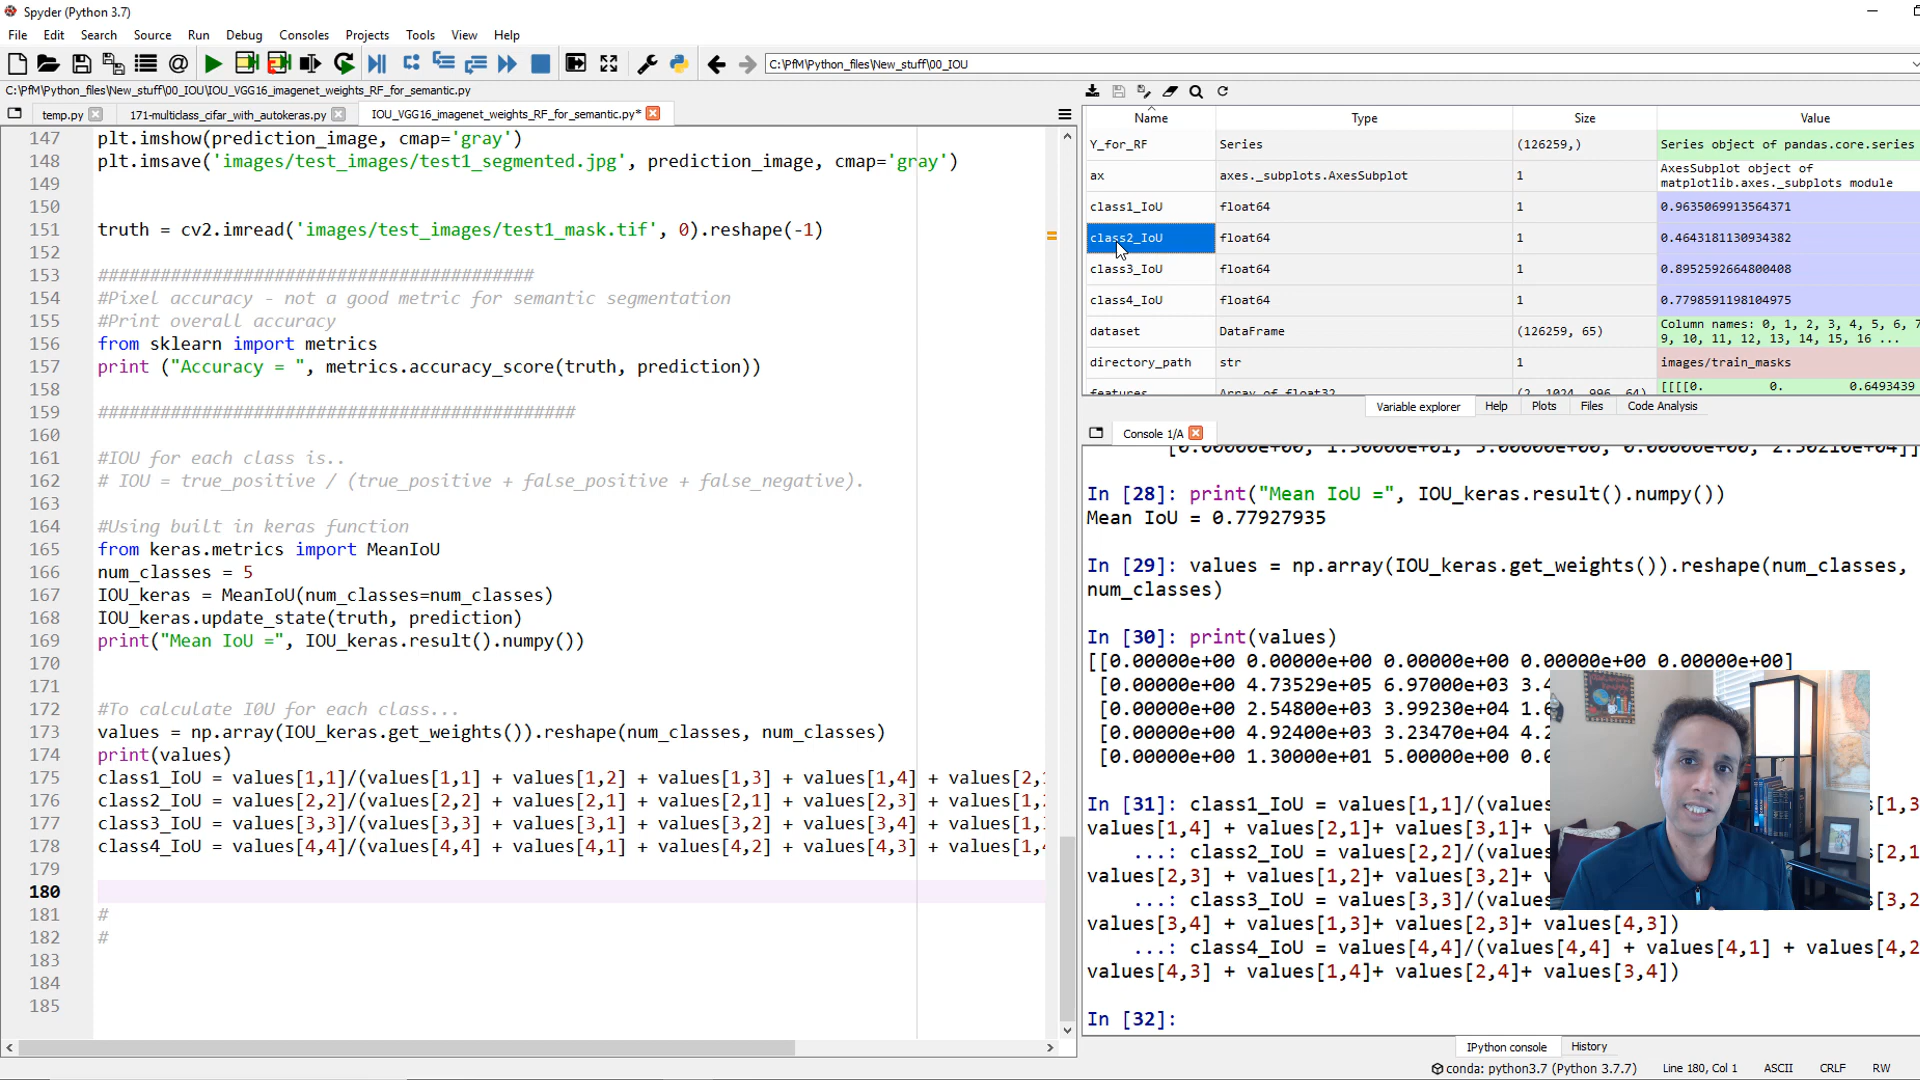 Spyder (Python 3.7)
File Edit Search Source Run Debug Consoles Projects Tools View Help
C:\PfM\Python_files\New_stuff\00_IOU
C:\PfM\Python_files\New_stuff\00_IOU\IOU_VGG16_imagenet_weights_RF_for_semantic.py
temp.py 171-multiclass_cifar_with_autokeras.py IOU_VGG16_imagenet_weights_RF_for_semantic.py*
147 plt.imshow(prediction_image, cmap='gray')
148 plt.imsave('images/test_images/test1_segmented.jpg', prediction_image, cmap='gray')
149
150
151 truth = cv2.imread('images/test_images/test1_mask.tif', 0).reshape(-1)
152
153 ##########################################
154 #Pixel accuracy - not a good metric for semantic segmentation
155 #Print overall accuracy
156 from sklearn import metrics
157 print ("Accuracy = ", metrics.accuracy_score(truth, prediction))
158
159 ##############################################
160
161 #IOU for each class is..
162 # IOU = true_positive / (true_positive + false_positive + false_negative).
163
164 #Using built in keras function
165 from keras.metrics import MeanIoU
166 num_classes = 5
167 IOU_keras = MeanIoU(num_classes=num_classes)
168 IOU_keras.update_state(truth, prediction)
169 print("Mean IoU =", IOU_keras.result().numpy())
170
171
172 #To calculate I0U for each class...
173 values = np.array(IOU_keras.get_weights()).reshape(num_classes, num_classes)
174 print(values)
175 class1_IoU = values[1,1]/(values[1,1] + values[1,2] + values[1,3] + values[1,4] + values[2,1
176 class2_IoU = values[2,2]/(values[2,2] + values[2,1] + values[2,1] + values[2,3] + values[1,2
177 class3_IoU = values[3,3]/(values[3,3] + values[3,1] + values[3,2] + values[3,4] + values[1,
178 class4_IoU = values[4,4]/(values[4,4] + values[4,1] + values[4,2] + values[4,3] + values[1,4
179
180
181 #
182 #
183
184
185
Name Type Size Value
Y_for_RF Series (126259,) Series object of pandas.core.series
ax axes._subplots.AxesSubplot 1 AxesSubplot object of
matplotlib.axes._subplots module
class1_IoU float64 1 0.9635069913564371
class2_IoU float64 1 0.4643181130934382
class3_IoU float64 1 0.8952592664800408
class4_IoU float64 1 0.7798591198104975
dataset DataFrame (126259, 65) Column names: 0, 1, 2, 3, 4, 5, 6, 7
9, 10, 11, 12, 13, 14, 15, 16 ...
directory_path str 1 images/train_masks
features Array of float32 (2, 1024, 996, 64) [[[[0. 0. 0.6493439
Variable explorer Help Plots Files Code Analysis
Console 1/A
[0.00000e+00, 1.30000e+01, 5.00000e+00, 0.00000e+00, 2.30210e+04]]
In [28]: print("Mean IoU =", IOU_keras.result().numpy())
Mean IoU = 0.77927935
In [29]: values = np.array(IOU_keras.get_weights()).reshape(num_classes,
num_classes)
In [30]: print(values)
[[0.00000e+00 0.00000e+00 0.00000e+00 0.00000e+00 0.00000e+00]
[0.00000e+00 4.73529e+05 6.97000e+03 3.4
[0.00000e+00 2.54800e+03 3.99230e+04 1.6
[0.00000e+00 4.92400e+03 3.23470e+04 4.2
[0.00000e+00 1.30000e+01 5.00000e+00 0.0
In [31]: class1_IoU = values[1,1]/(values [1,3
values[1,4] + values[2,1]+ values[3,1]+
...: class2_IoU = values[2,2]/(values [2,1
values[2,3] + values[1,2]+ values[3,2]+
...: class3_IoU = values[3,3]/(values [3,2
values[3,4] + values[1,3]+ values[2,3]+ values[4,3])
...: class4_IoU = values[4,4]/(values[4,4] + values[4,1] + values[4,2
values[4,3] + values[1,4]+ values[2,4]+ values[3,4])
In [32]:
IPython console History
conda: python3.7 (Python 3.7.7) Line 180, Col 1 ASCII CRLF RW